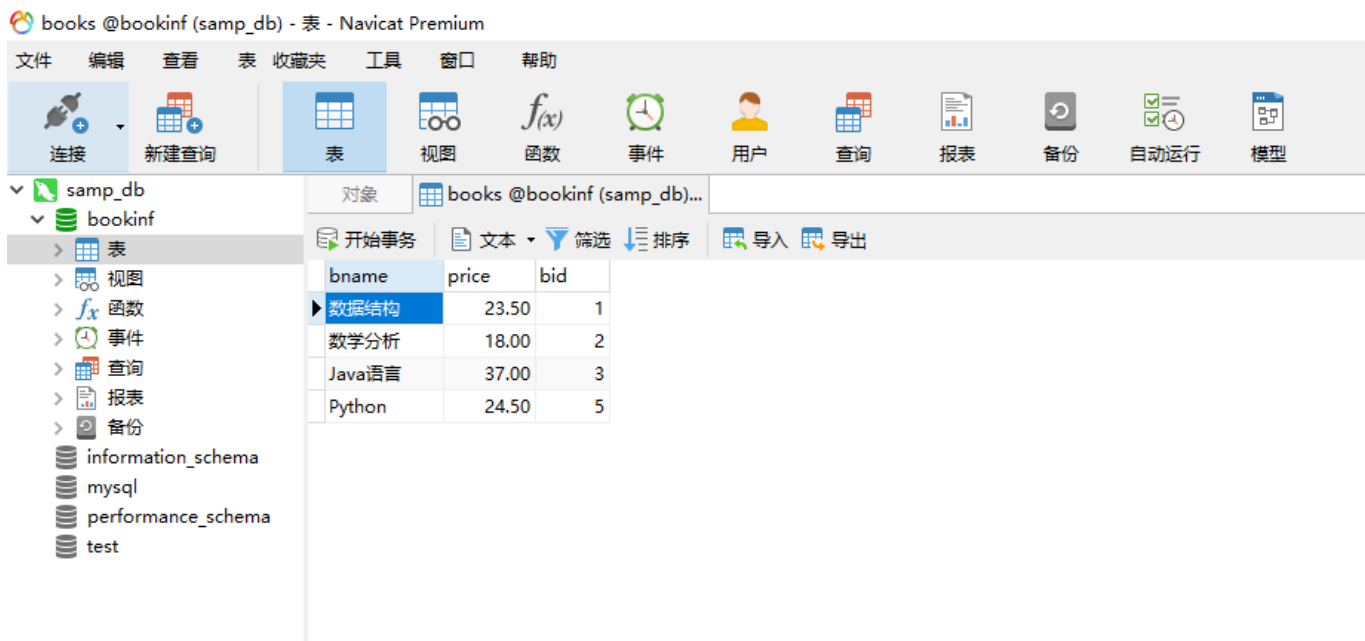 books @bookinf (samp_db) - 表 - Navicat Premium
文件 编辑 查看 表 收藏夹 工具 窗口 帮助
连接 新建查询 表 视图 函数 事件 用户 查询 报表 备份 自动运行 模型
samp_db
bookinf
表
视图
函数
事件
查询
报表
备份
information_schema
mysql
performance_schema
test
对象 books @bookinf (samp_db)...
开始事务 文本 筛选 排序 导入 导出
bname price bid
数据结构 23.50 1
数学分析 18.00 2
Java语言 37.00 3
Python 24.50 5